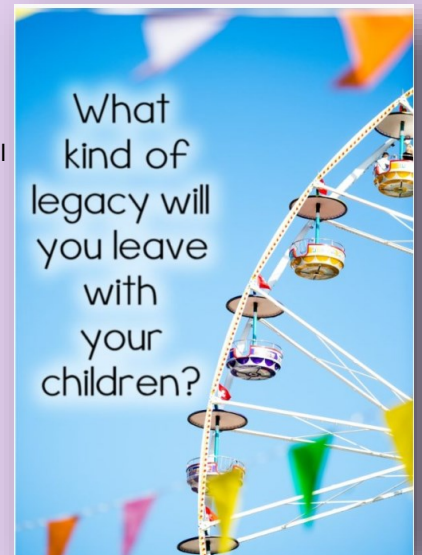 What
kind of
legacy will
you leave
with
your
children?